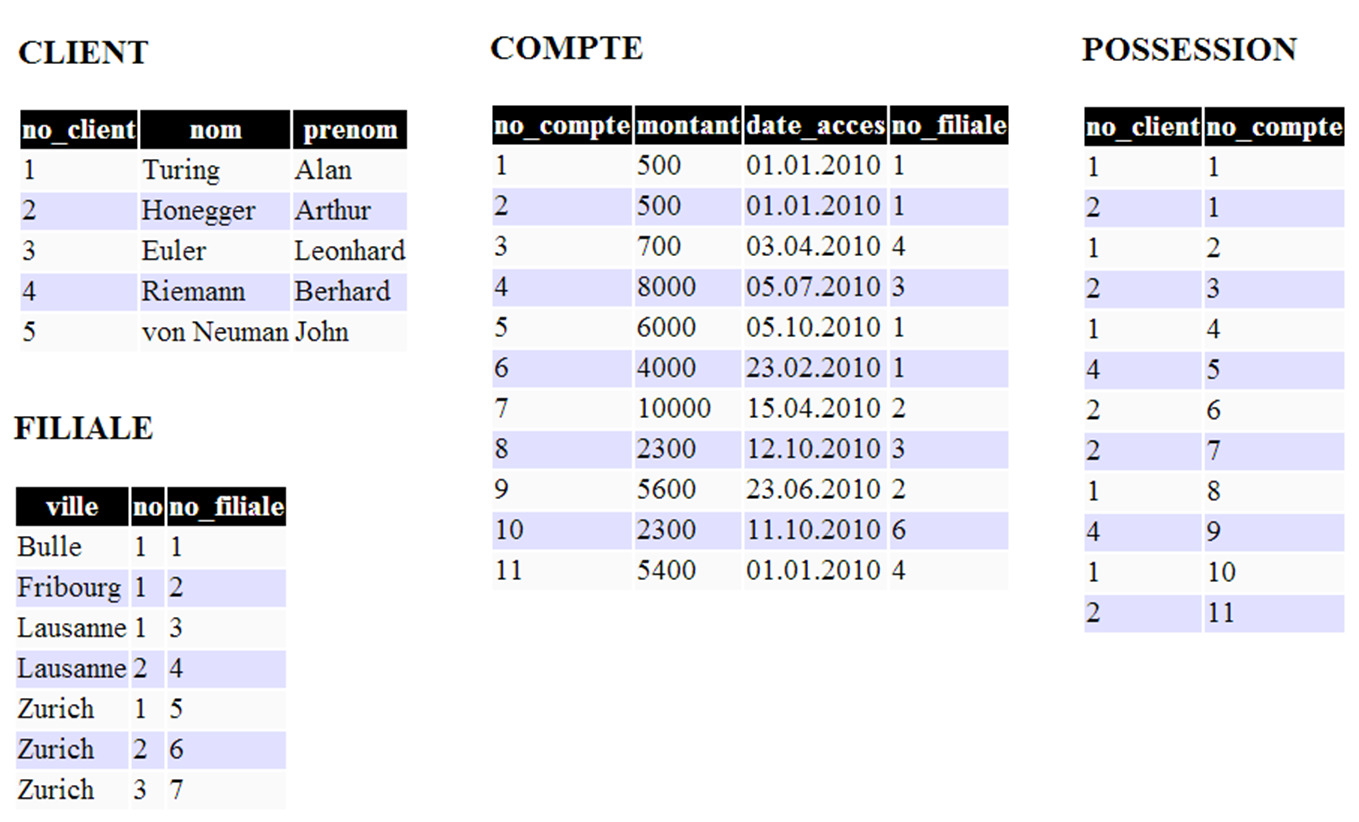 CLIENT
no_client nom prenom
1 Turing Alan
2 Honegger Arthur
3 Euler Leonhard
4 Riemann Berhard
5 von Neuman John
FILIALE
ville no no_filiale
Bulle 1 1
Fribourg 1 2
Lausanne 1 3
Lausanne 2 4
Zurich 1 5
Zurich 2 6
Zurich 3 7
COMPTE
no_compte montant date_acces no_filiale
1 500 01.01.2010 1
2 500 01.01.2010 1
3 700 03.04.2010 4
4 8000 05.07.2010 3
5 6000 05.10.2010 1
6 4000 23.02.2010 1
7 10000 15.04.2010 2
8 2300 12.10.2010 3
9 5600 23.06.2010 2
10 2300 11.10.2010 6
11 5400 01.01.2010 4
POSSESSION
no_client no_compte
1 1
2 1
1 2
2 3
1 4
4 5
2 6
2 7
1 8
4 9
1 10
2 11